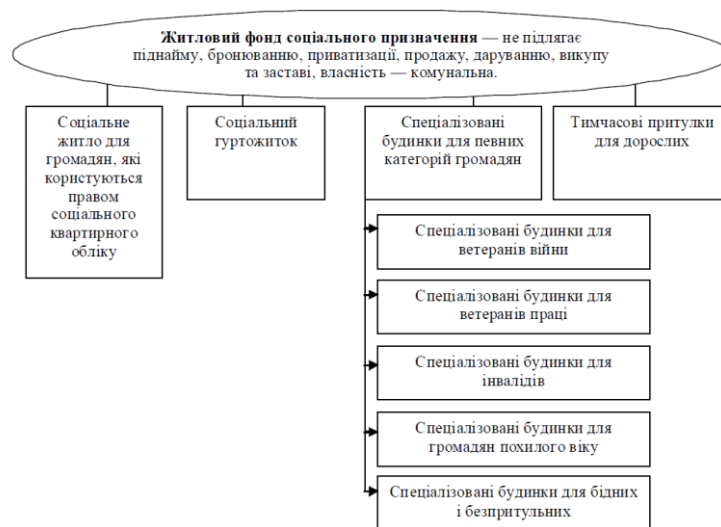 Житловий фонд соціального призначення — не підлягає
піднайму, бронюванню, приватизації, продажу, даруванню, викупу
та заставі, власність — комунальна.
Соціальне
житло для
громадян, які
користуються
правом
соціального
квартирного
обліку
Соціальний
гуртожиток
Спеціалізовані
будинки для певних
категорій громадян
Тимчасові притулки
для дорослих
Спеціалізовані будинки для
ветеранів війни
Спеціалізовані будинки для
ветеранів праці
Спеціалізовані будинки для
інвалідів
Спеціалізовані будинки для
громадян похилого віку
Спеціалізовані будинки для бідних
і безпритульних